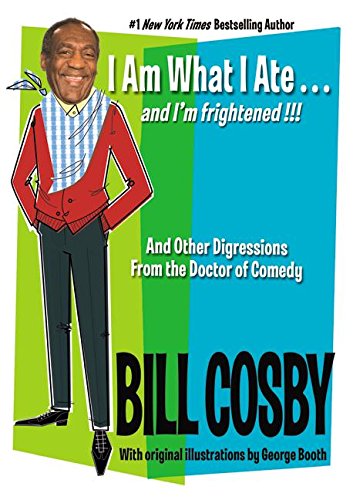 #1 New York Times Bestselling Author
I Am What I Ate...
and I'm frightened!!!
And Other Digressions
From the Doctor of Comedy
BILL COSBY
With original illustrations by George Booth